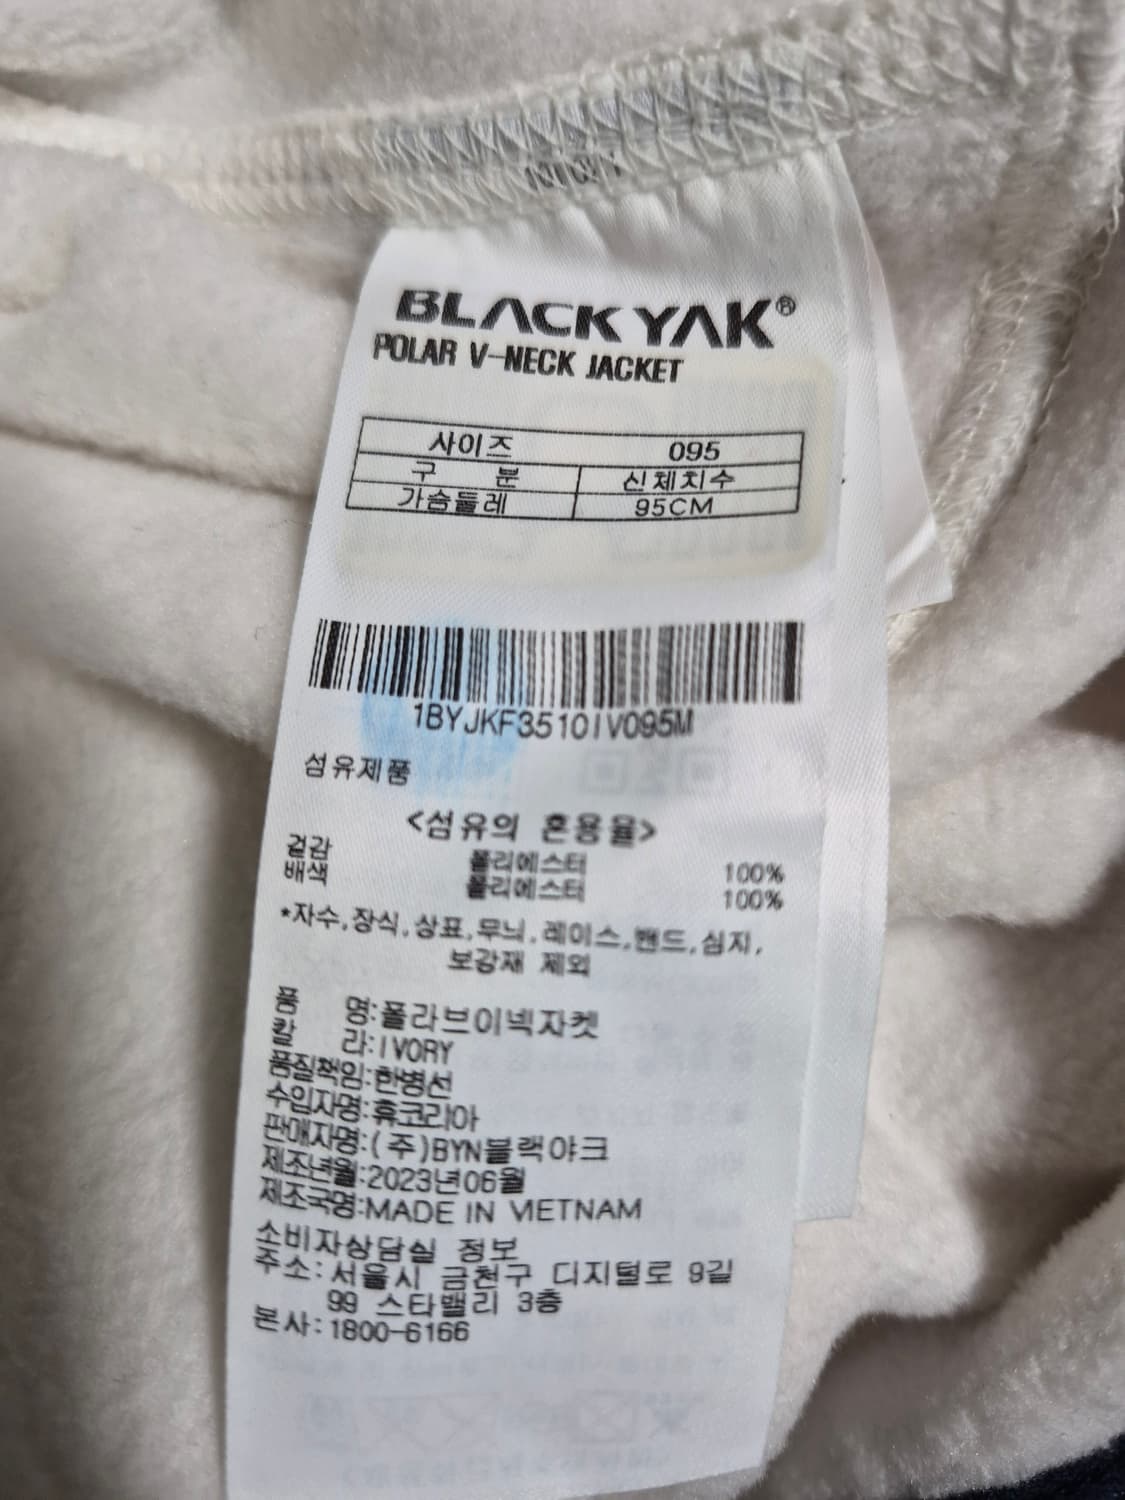 BLACK YAK®
POLAR V-NECK JACKET
사이즈 095
구 분 신체치수
가슴둘레 95CM
1BYJKF3510IV095M
섬유제품
<섬유의 혼용율>
겉감 폴리에스터 100%
배색 폴리에스터 100%
*자수,장식,상표,무늬,레이스,밴드,심지,
보강재 제외
품 명:폴라브이넥자켓
칼 라:IVORY
품질책임:한병선
수입자명:휴코리아
판매자명:(주)BYN블랙야크
제조년월:2023년06월
제조국명:MADE IN VIETNAM
소비자상담실 정보
주소:서울시 금천구 디지털로 9길
99 스타밸리 3층
본사:1800-6166